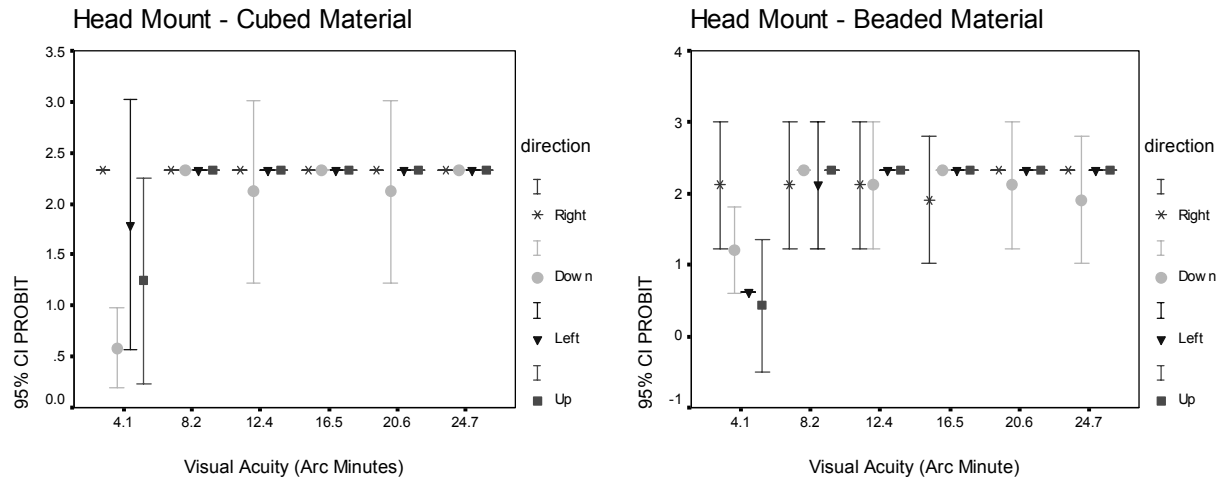 Head Mount - Cubed Material
3.5
3.0
2.5
2.0
1.5
1.0
.5
0.0
95% CI PROBIT
4.1 8.2 12.4 16.5 20.6 24.7
Visual Acuity (Arc Minutes)
direction
Right
Down
Left
Up
Head Mount - Beaded Material
4
3
2
1
0
-1
95% CI PROBIT
4.1 8.2 12.4 16.5 20.6 24.7
Visual Acuity (Arc Minute)
direction
Right
Down
Left
Up